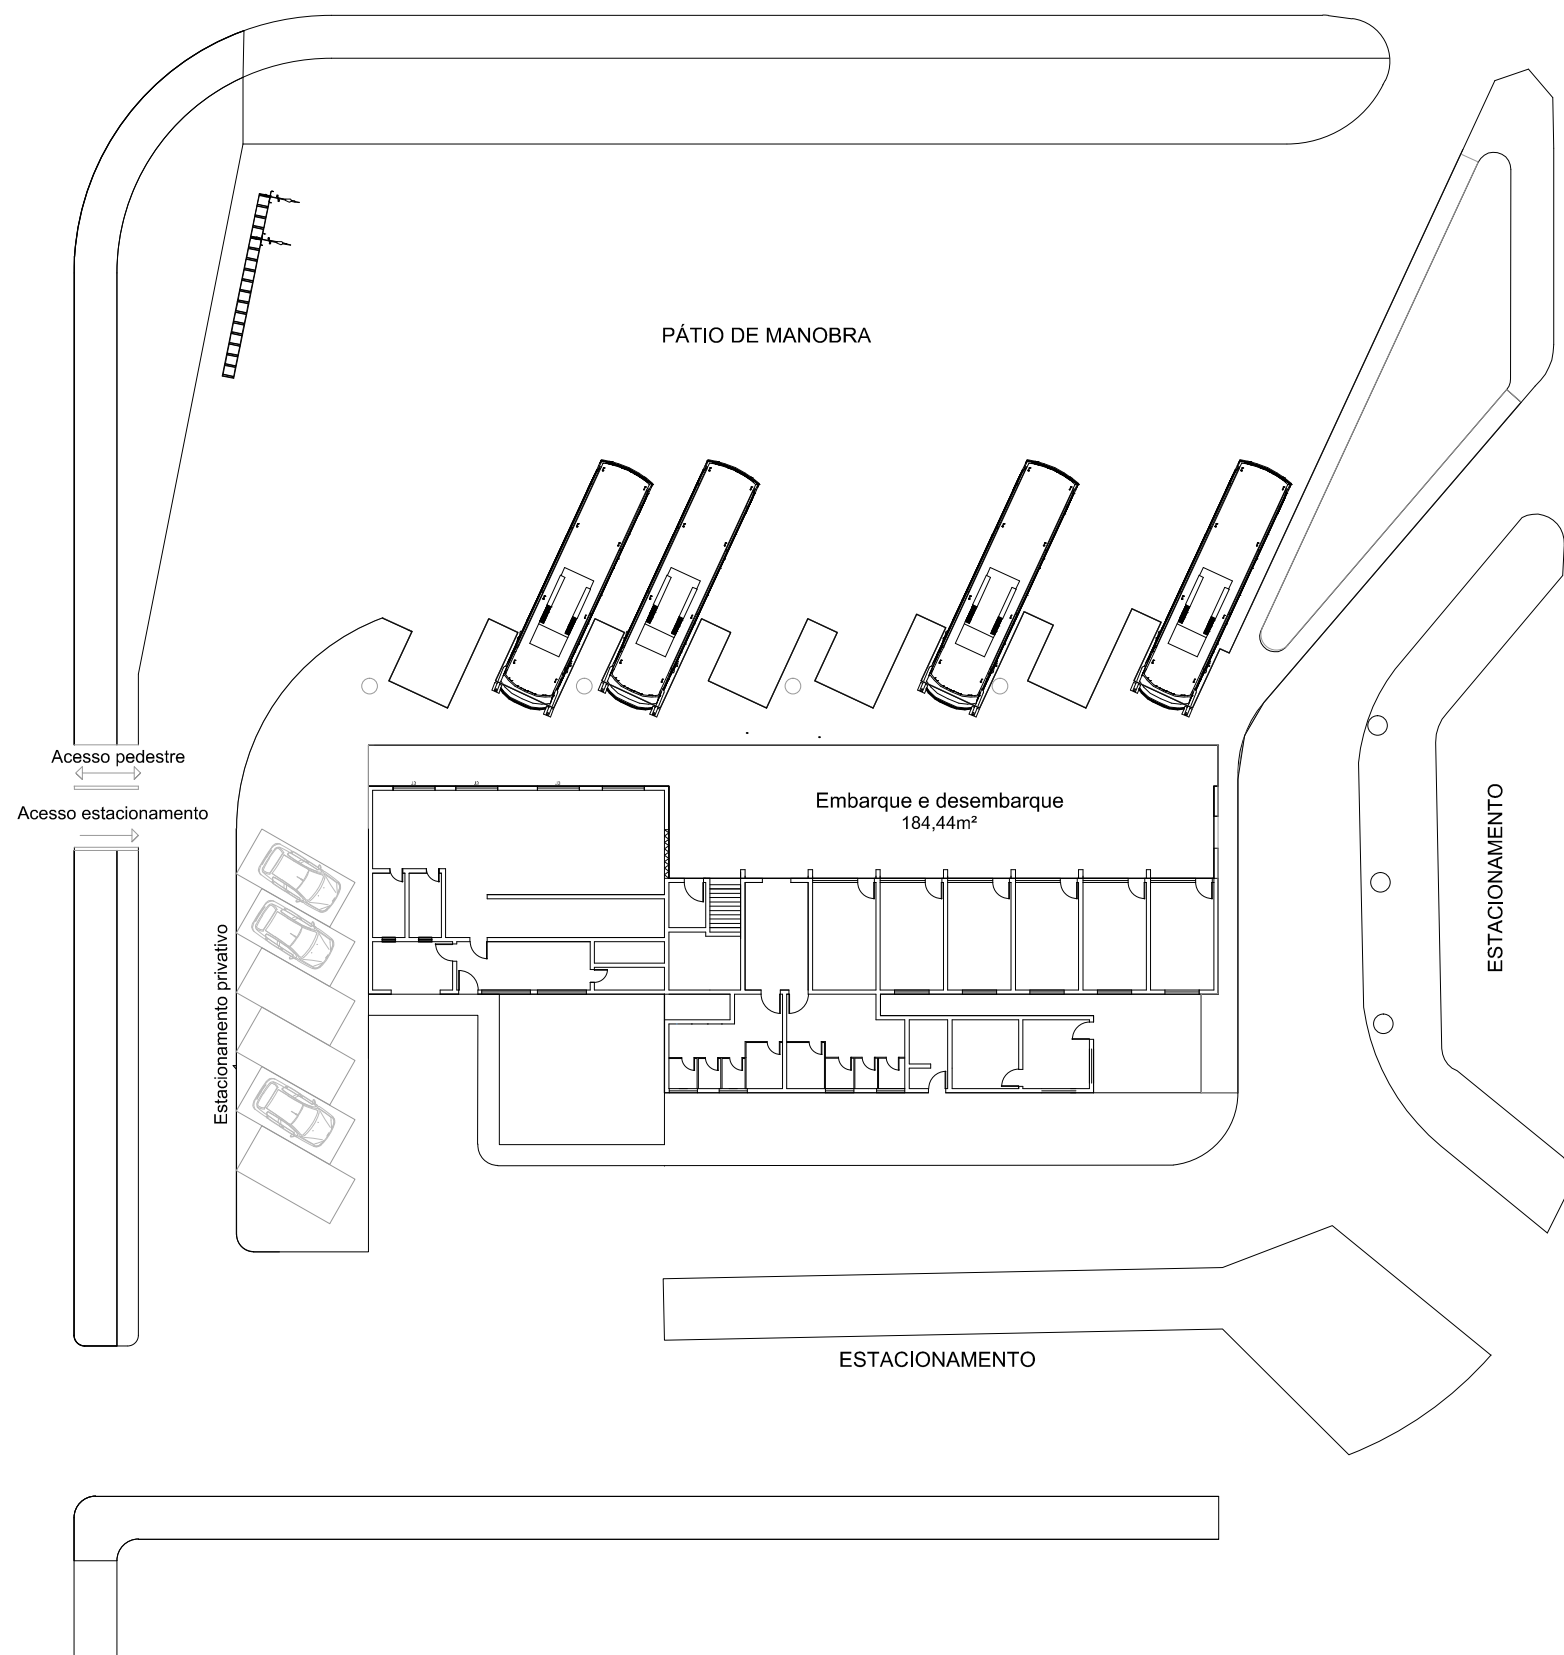 PÁTIO DE MANOBRA
Acesso pedestre
Acesso estacionamento
Embarque e desembarque
184,44m²
ESTACIONAMENTO
Estacionamento privativo
ESTACIONAMENTO